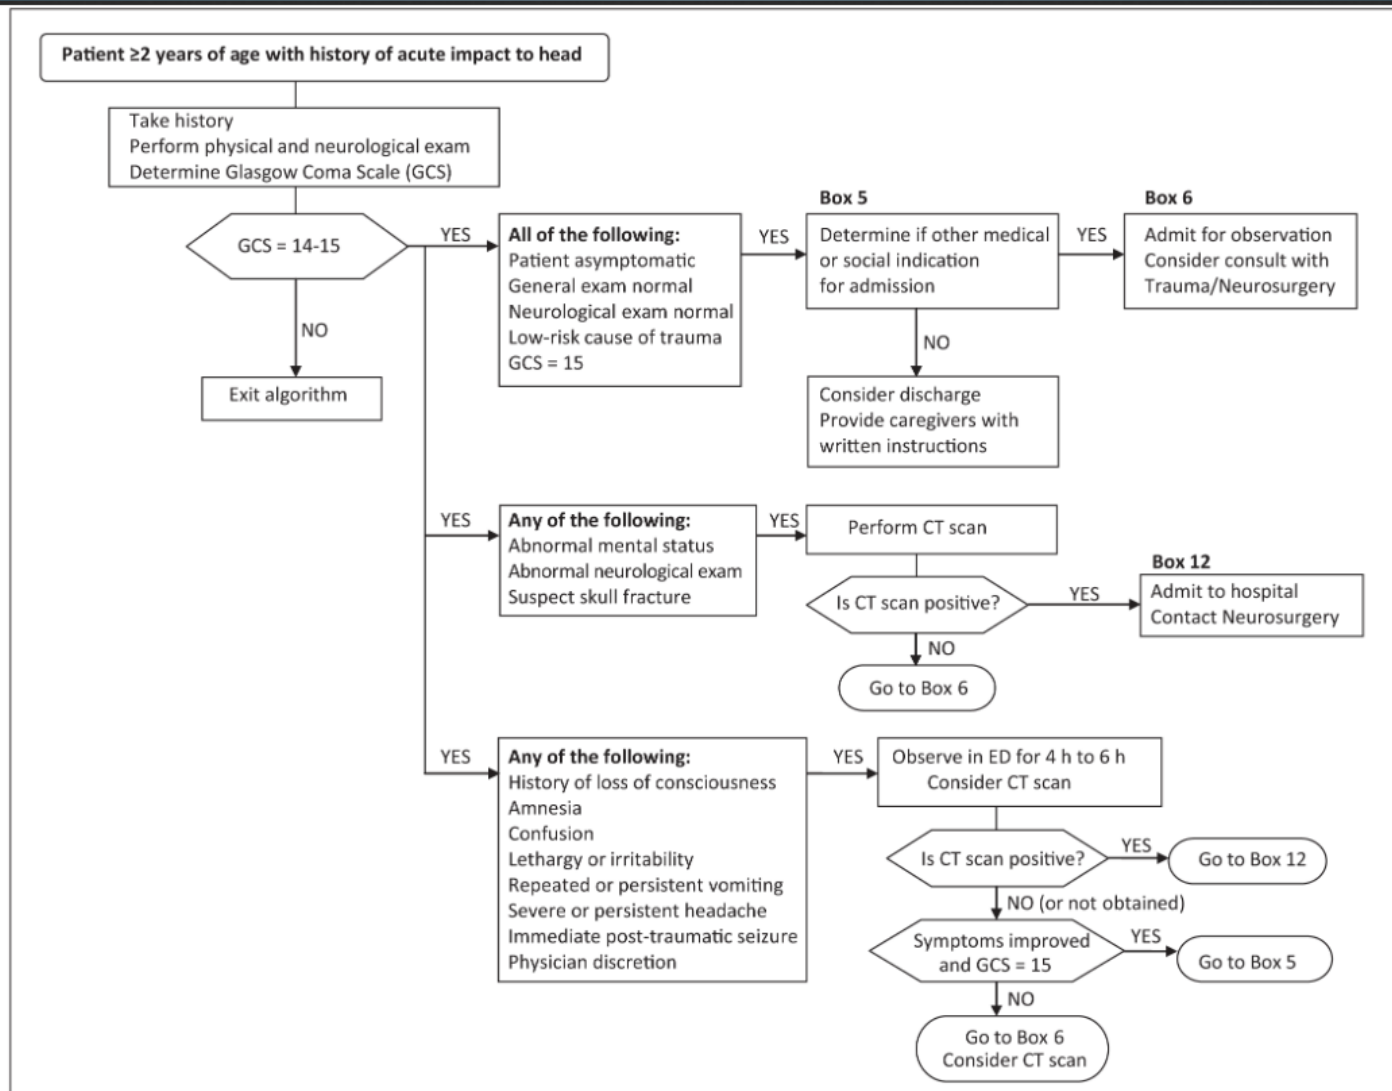 Patient ≥2 years of age with history of acute impact to head
Take history
Perform physical and neurological exam
Determine Glasgow Coma Scale (GCS)
GCS = 14-15
NO
Exit algorithm
YES
All of the following:
Patient asymptomatic
General exam normal
Neurological exam normal
Low-risk cause of trauma
GCS = 15
YES
Box 5
Determine if other medical
or social indication
for admission
YES
Box 6
Admit for observation
Consider consult with
Trauma/Neurosurgery
NO
Consider discharge
Provide caregivers with
written instructions
YES
Any of the following:
Abnormal mental status
Abnormal neurological exam
Suspect skull fracture
YES
Perform CT scan
Is CT scan positive?
YES
Box 12
Admit to hospital
Contact Neurosurgery
NO
Go to Box 6
YES
Any of the following:
History of loss of consciousness
Amnesia
Confusion
Lethargy or irritability
Repeated or persistent vomiting
Severe or persistent headache
Immediate post-traumatic seizure
Physician discretion
YES
Observe in ED for 4 h to 6 h
Consider CT scan
Is CT scan positive?
YES
Go to Box 12
NO (or not obtained)
Symptoms improved
and GCS = 15
YES
Go to Box 5
NO
Go to Box 6
Consider CT scan